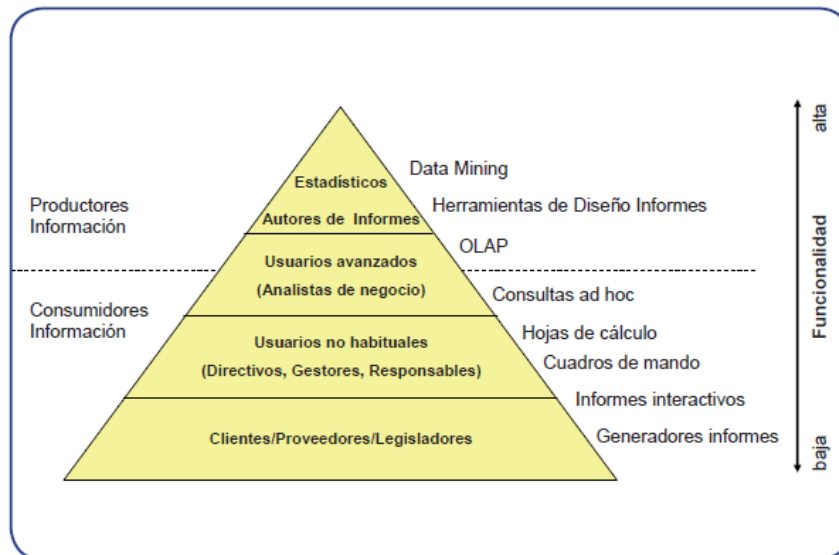 alta
Data Mining
Estadísticos
Productores
Información
Herramientas de Diseño Informes
Autores de Informes
OLAP
Usuarios avanzados
(Analistas de negocio)
Consultas ad hoc
Consumidores
Información
Funcionalidad
Hojas de cálculo
Usuarios no habituales
(Directivos, Gestores, Responsables)
Cuadros de mando
Informes interactivos
Clientes/Proveedores/Legisladores
Generadores informes
baja